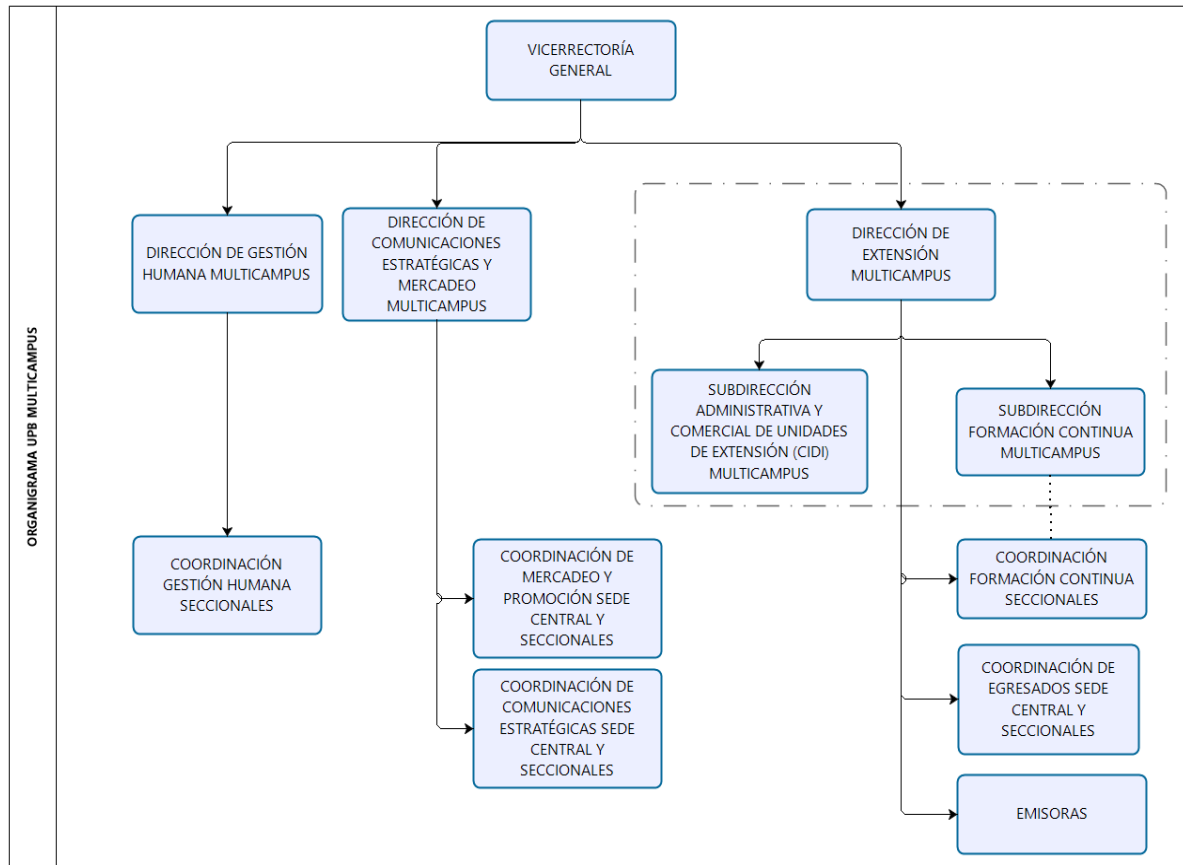 ORGANIGRAMA UPB MULTICAMPUS
VICERRECTORÍA
GENERAL
DIRECCIÓN DE GESTIÓN
HUMANA MULTICAMPUS
DIRECCIÓN DE
COMUNICACIONES
ESTRATÉGICAS Y
MERCADEO
MULTICAMPUS
DIRECCIÓN DE
EXTENSIÓN
MULTICAMPUS
SUBDIRECCIÓN
ADMINISTRATIVA Y
COMERCIAL DE UNIDADES
DE EXTENSIÓN (CIDI)
MULTICAMPUS
SUBDIRECCIÓN
FORMACIÓN CONTINUA
MULTICAMPUS
COORDINACIÓN
GESTIÓN HUMANA
SECCIONALES
COORDINACIÓN DE
MERCADEO Y
PROMOCIÓN SEDE
CENTRAL Y
SECCIONALES
COORDINACIÓN DE
COMUNICACIONES
ESTRATÉGICAS SEDE
CENTRAL Y
SECCIONALES
COORDINACIÓN
FORMACIÓN CONTINUA
SECCIONALES
COORDINACIÓN DE
EGRESADOS SEDE
CENTRAL Y
SECCIONALES
EMISORAS